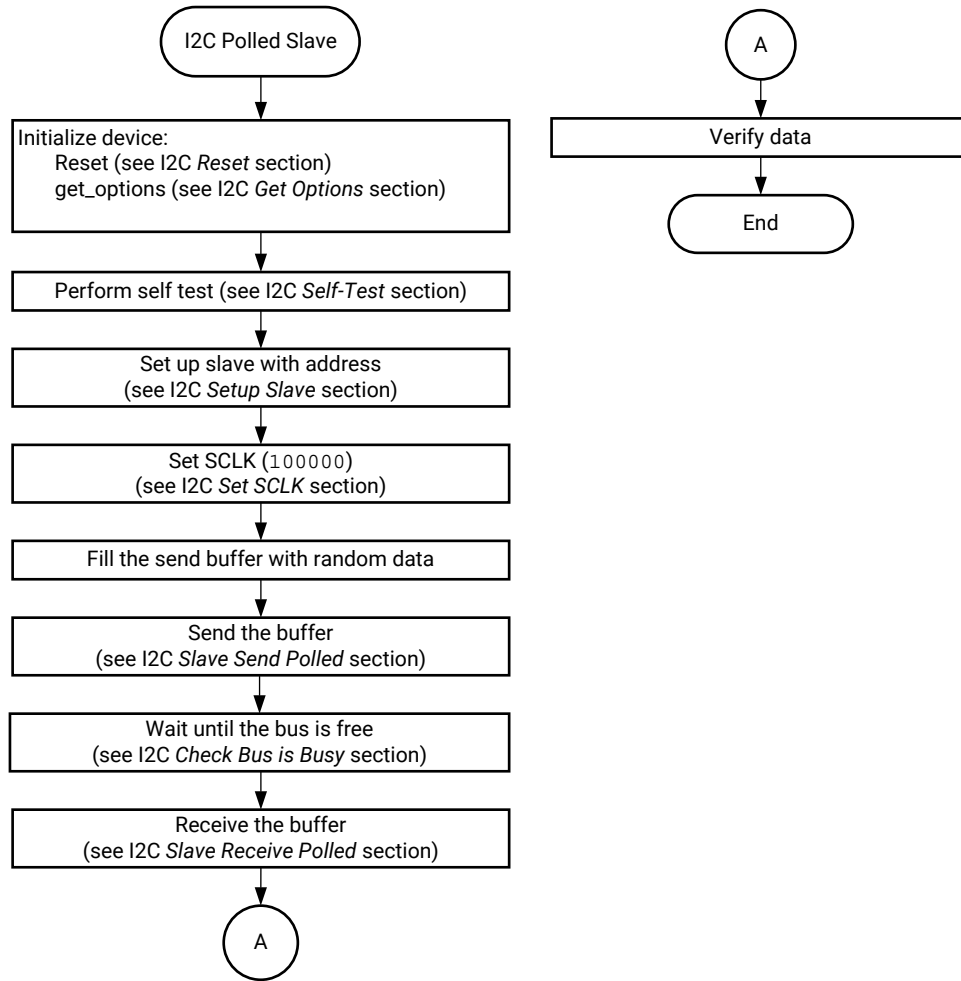 I2C Polled Slave
Initialize device:
Reset (see I2C Reset section)
get_options (see I2C Get Options section)
Perform self test (see I2C Self-Test section)
Set up slave with address
(see I2C Setup Slave section)
Set SCLK (100000)
(see I2C Set SCLK section)
Fill the send buffer with random data
Send the buffer
(see I2C Slave Send Polled section)
Wait until the bus is free
(see I2C Check Bus is Busy section)
Receive the buffer
(see I2C Slave Receive Polled section)
A
A
Verify data
End